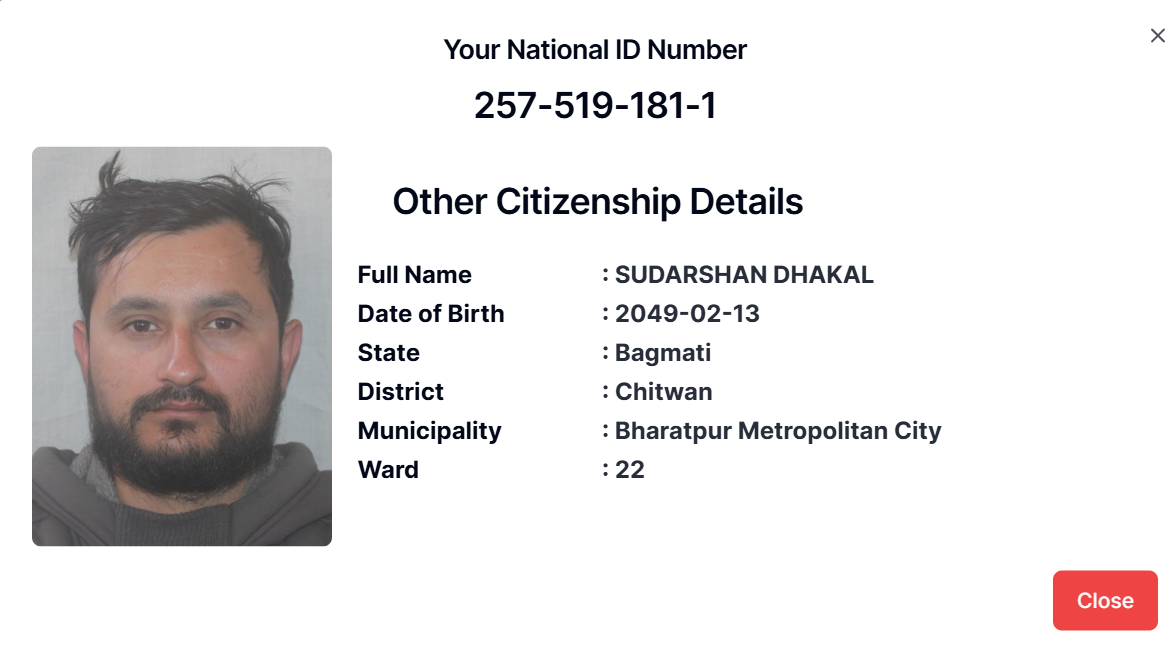 Your National ID Number
257-519-181-1
Other Citizenship Details
Full Name : SUDARSHAN DHAKAL
Date of Birth : 2049-02-13
State : Bagmati
District : Chitwan
Municipality : Bharatpur Metropolitan City
Ward : 22
Close